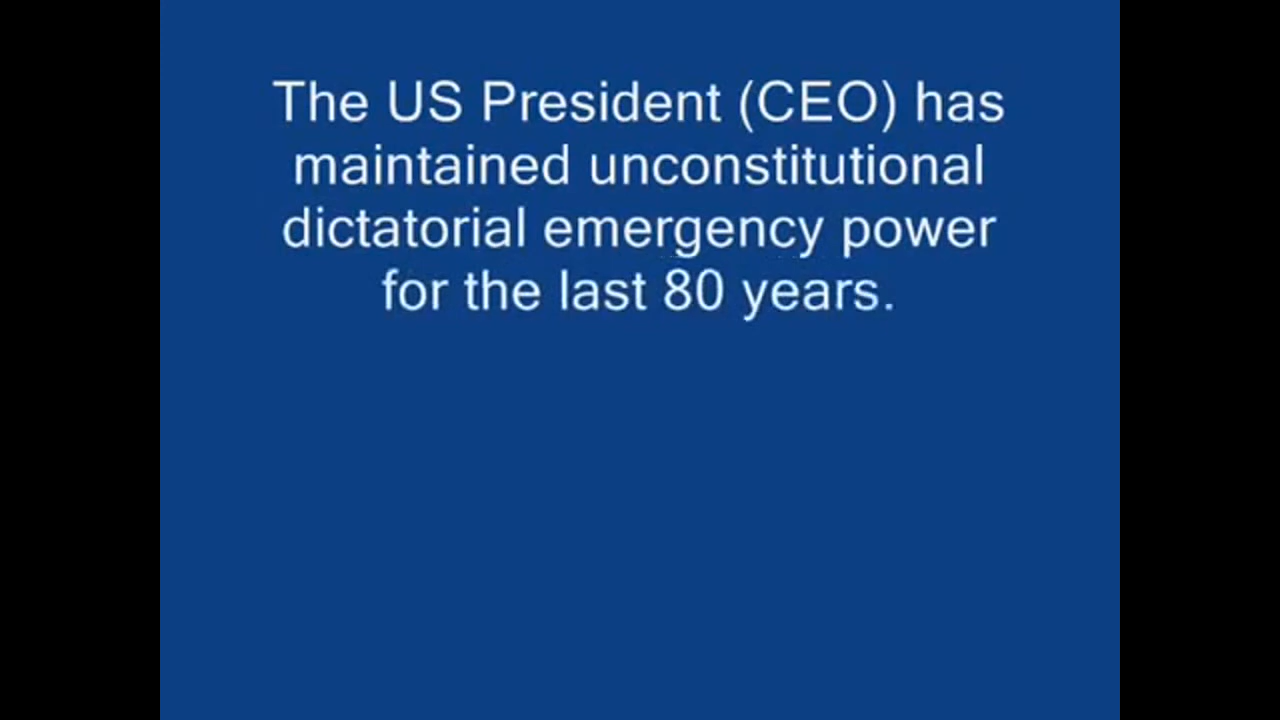 The US President (CEO) has
maintained unconstitutional
dictatorial emergency power
for the last 80 years.